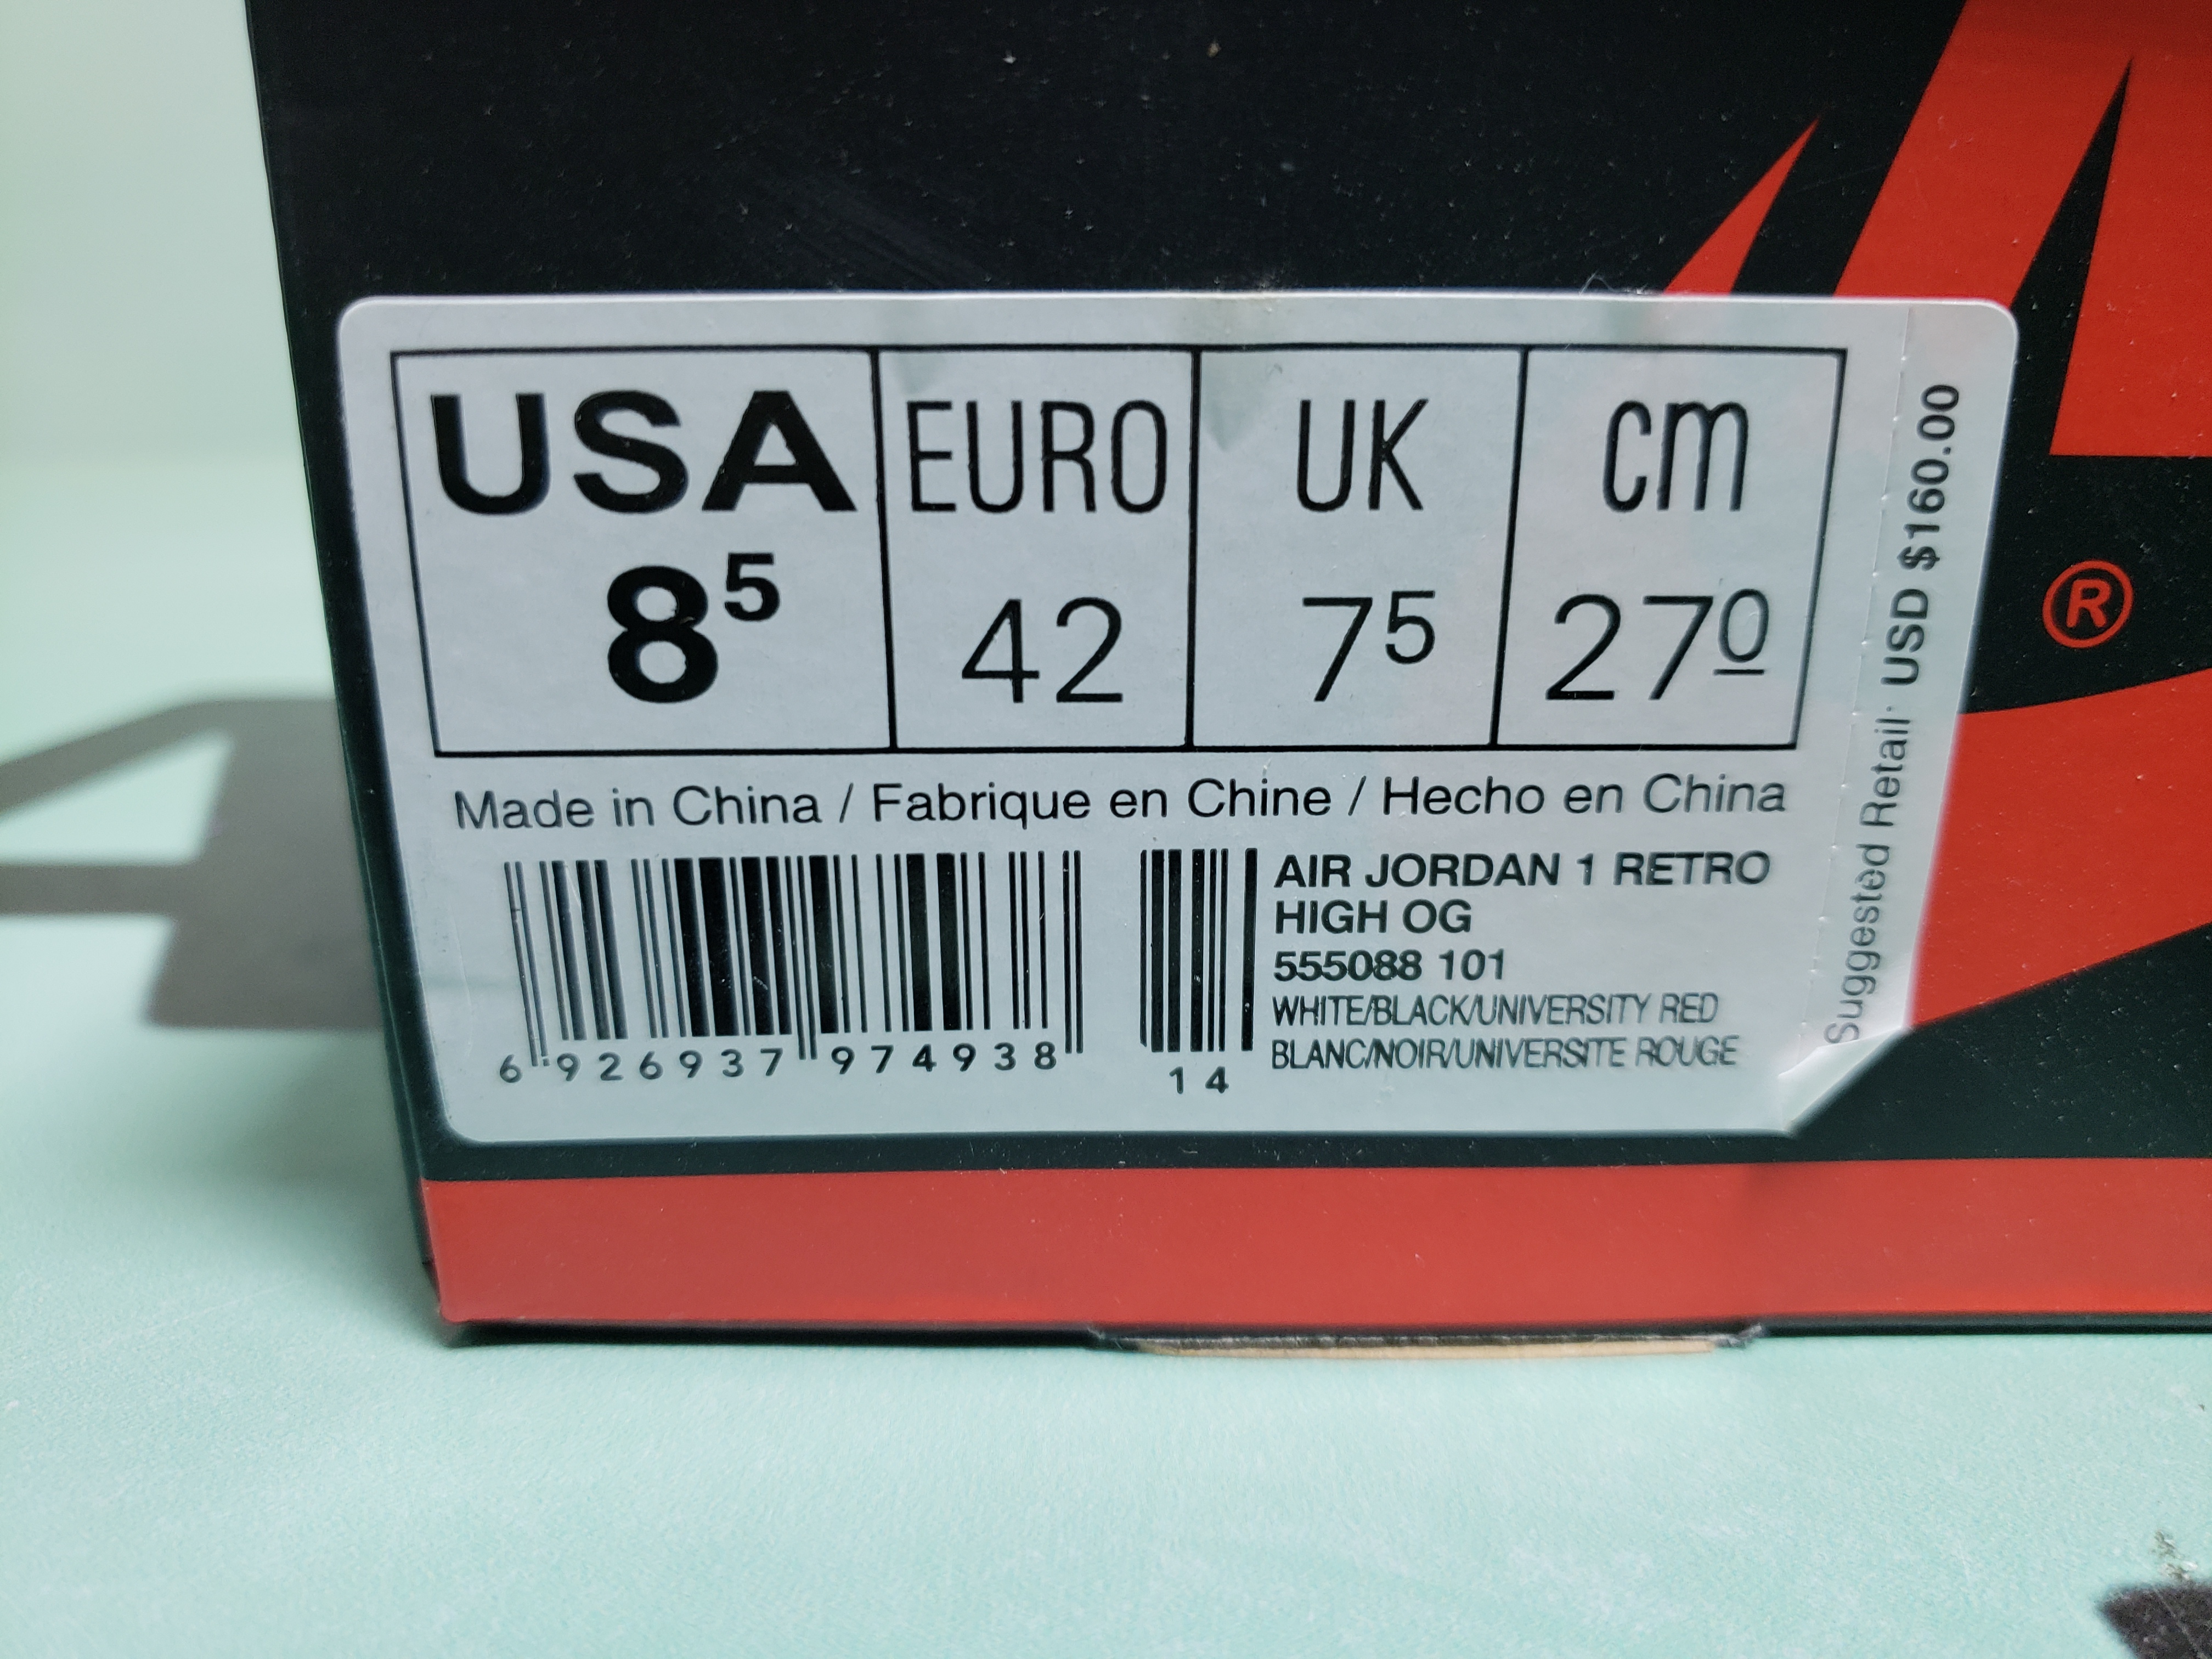 USA EURO UK cm
8⁵ 42 7⁵ 27⁰
Made in China / Fabrique en Chine / Hecho en China
6 926937 974938
14
AIR JORDAN 1 RETRO
HIGH OG
555088 101
WHITE/BLACK/UNIVERSITY RED
BLANC/NOIR/UNIVERSITE ROUGE
Suggested Retail: USD $160.00
®